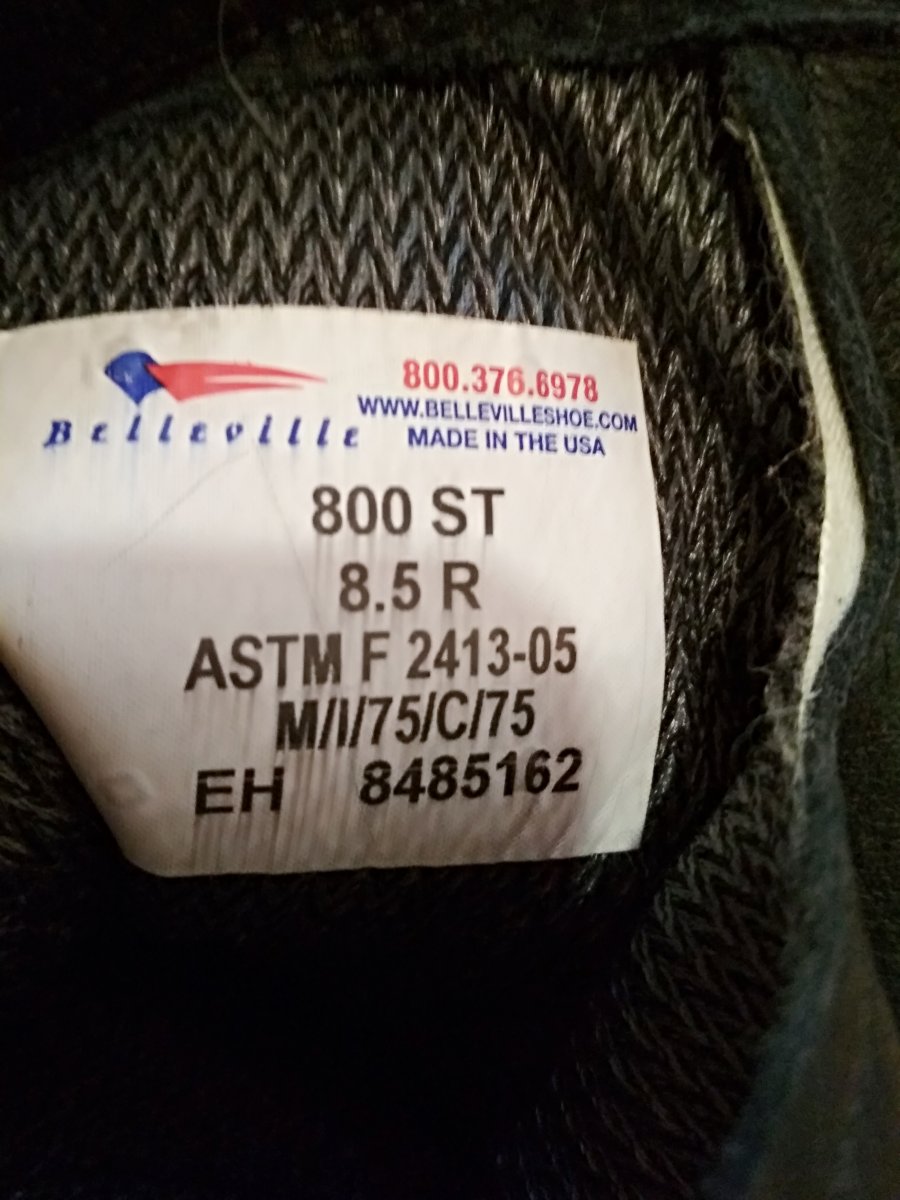 Belleville
800.376.6978
WWW.BELLEVILLESHOE.COM
MADE IN THE USA
800 ST
8.5 R
ASTM F 2413-05
M/I/75/C/75
EH 8485162